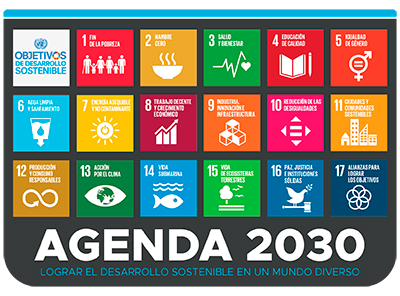 OBJETIVOS
DE DESARROLLO
SOSTENIBLE
1 FIN
DE LA POBREZA
2 HAMBRE
CERO
3 SALUD
Y BIENESTAR
4 EDUCACIÓN
DE CALIDAD
5 IGUALDAD
DE GÉNERO
6 AGUA LIMPIA
Y SANEAMIENTO
7 ENERGÍA ASEQUIBLE
Y NO CONTAMINANTE
8 TRABAJO DECENTE
Y CRECIMIENTO
ECONÓMICO
9 INDUSTRIA,
INNOVACIÓN E
INFRAESTRUCTURA
10 REDUCCIÓN DE LAS
DESIGUALDADES
11 CIUDADES Y
COMUNIDADES
SOSTENIBLES
12 PRODUCCIÓN
Y CONSUMO
RESPONSABLES
13 ACCIÓN
POR EL CLIMA
14 VIDA
SUBMARINA
15 VIDA
DE ECOSISTEMAS
TERRESTRES
16 PAZ, JUSTICIA
E INSTITUCIONES
SÓLIDAS
17 ALIANZAS PARA
LOGRAR
LOS OBJETIVOS
AGENDA 2030
LOGRAR EL DESARROLLO SOSTENIBLE EN UN MUNDO DIVERSO